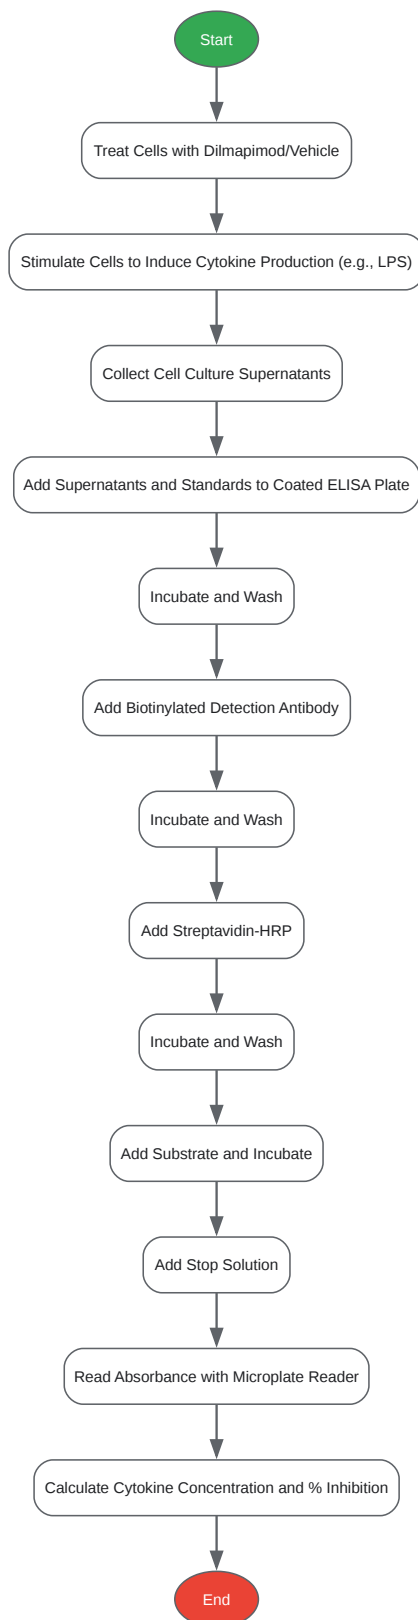 Start
Treat Cells with Dilmapimod/Vehicle
Stimulate Cells to Induce Cytokine Production (e.g., LPS)
Collect Cell Culture Supernatants
Add Supernatants and Standards to Coated ELISA Plate
Incubate and Wash
Add Biotinylated Detection Antibody
Incubate and Wash
Add Streptavidin-HRP
Incubate and Wash
Add Substrate and Incubate
Add Stop Solution
Read Absorbance with Microplate Reader
Calculate Cytokine Concentration and % Inhibition
End